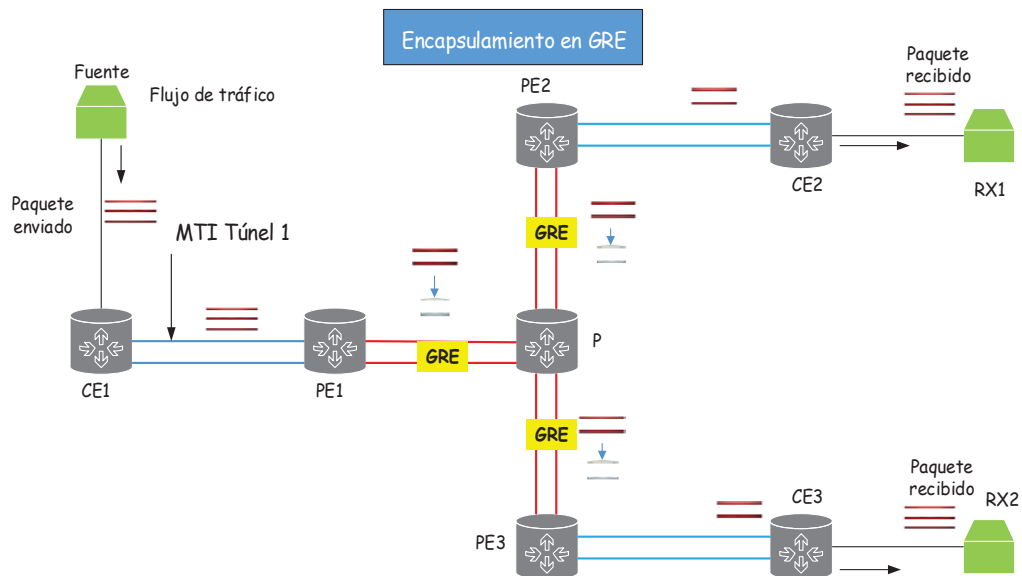 Encapsulamiento en GRE
Fuente
Flujo de tráfico
Paquete
enviado
MTI Túnel 1
CE1
PE1
GRE
P
PE2
GRE
CE2
Paquete
recibido
RX1
GRE
PE3
CE3
Paquete
recibido
RX2